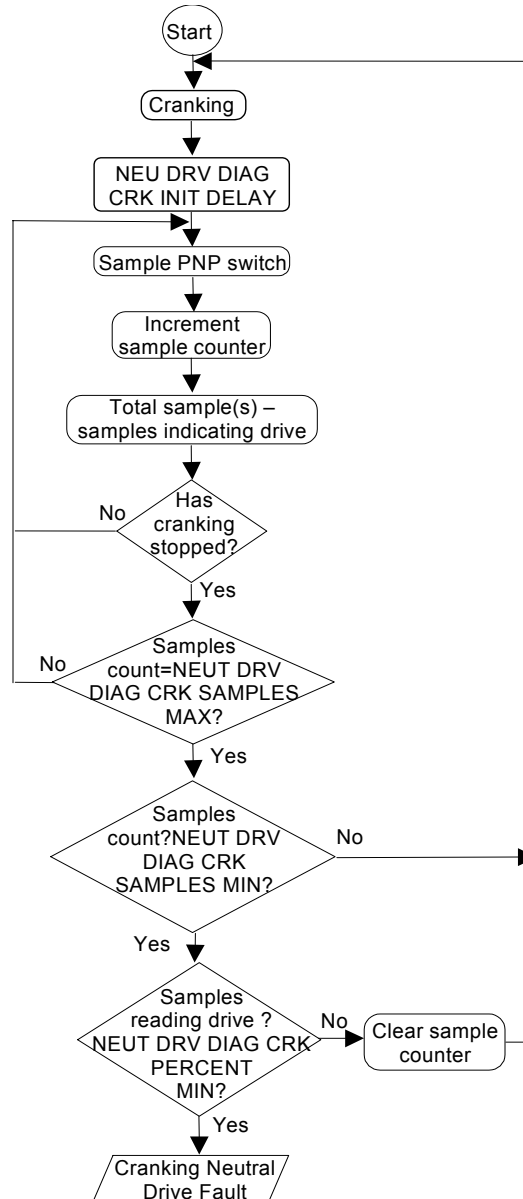 Start
Cranking
NEU DRV DIAG
CRK INIT DELAY
Sample PNP switch
Increment
sample counter
Total sample(s) –
samples indicating drive
No
Has
cranking
stopped?
Yes
No
Samples
count=NEUT DRV
DIAG CRK SAMPLES
MAX?
Yes
Samples
count?NEUT DRV
DIAG CRK
SAMPLES MIN?
No
Yes
Samples
reading drive ?
NEUT DRV DIAG CRK
PERCENT
MIN?
No
Clear sample
counter
Yes
Cranking Neutral
Drive Fault